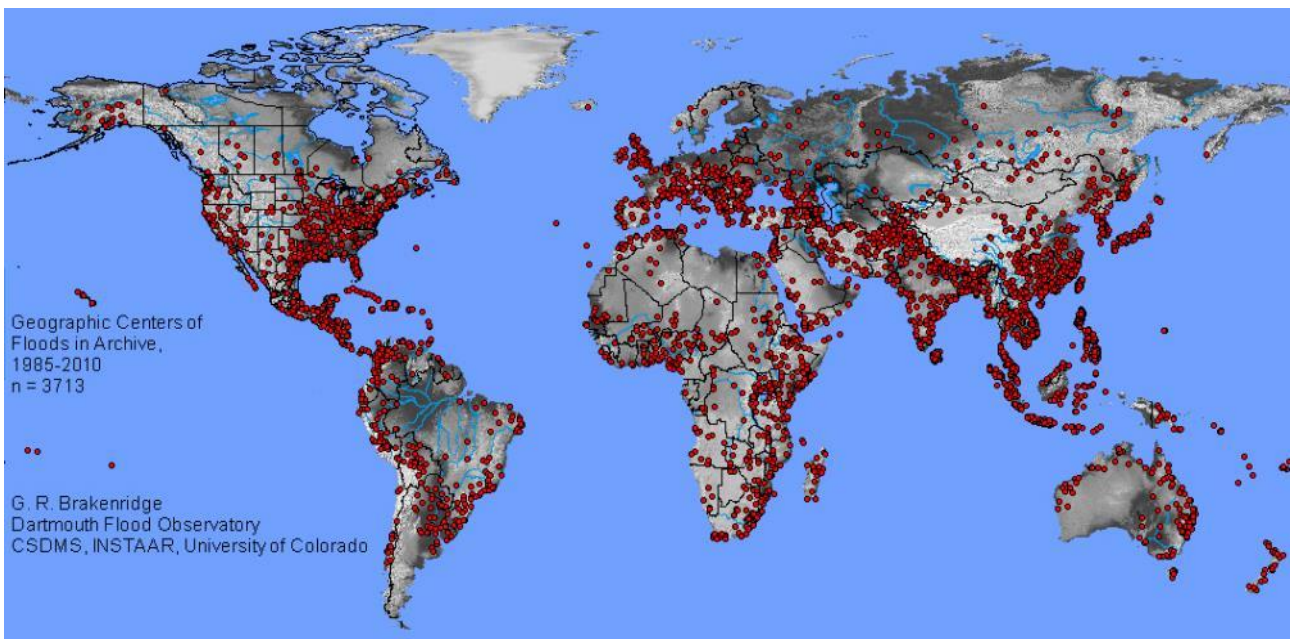 Geographic Centers of
Floods in Archive,
1985-2010
n = 3713
G. R. Brakenridge
Dartmouth Flood Observatory
CSDMS, INSTAAR, University of Colorado